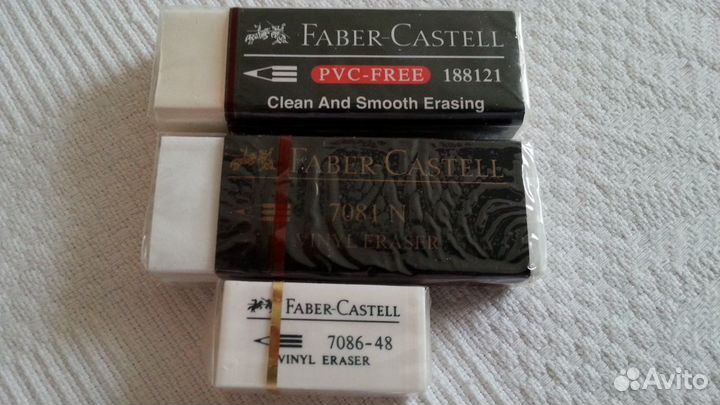 FABER-CASTELL
PVC-FREE 188121
Clean And Smooth Erasing
FABER-CASTELL
7081 N
VINYL ERASER
FABER-CASTELL
7086-48
VINYL ERASER
Avito